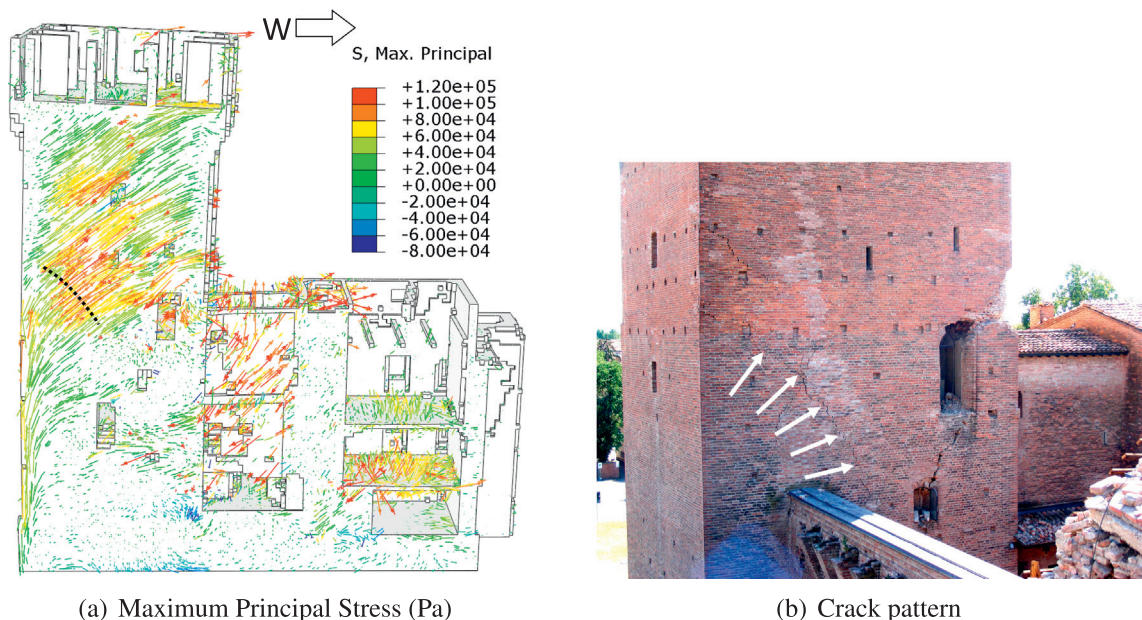 W
S, Max. Principal
+1.20e+05
+1.00e+05
+8.00e+04
+6.00e+04
+4.00e+04
+2.00e+04
+0.00e+00
-2.00e+04
-4.00e+04
-6.00e+04
-8.00e+04
(a) Maximum Principal Stress (Pa)
(b) Crack pattern